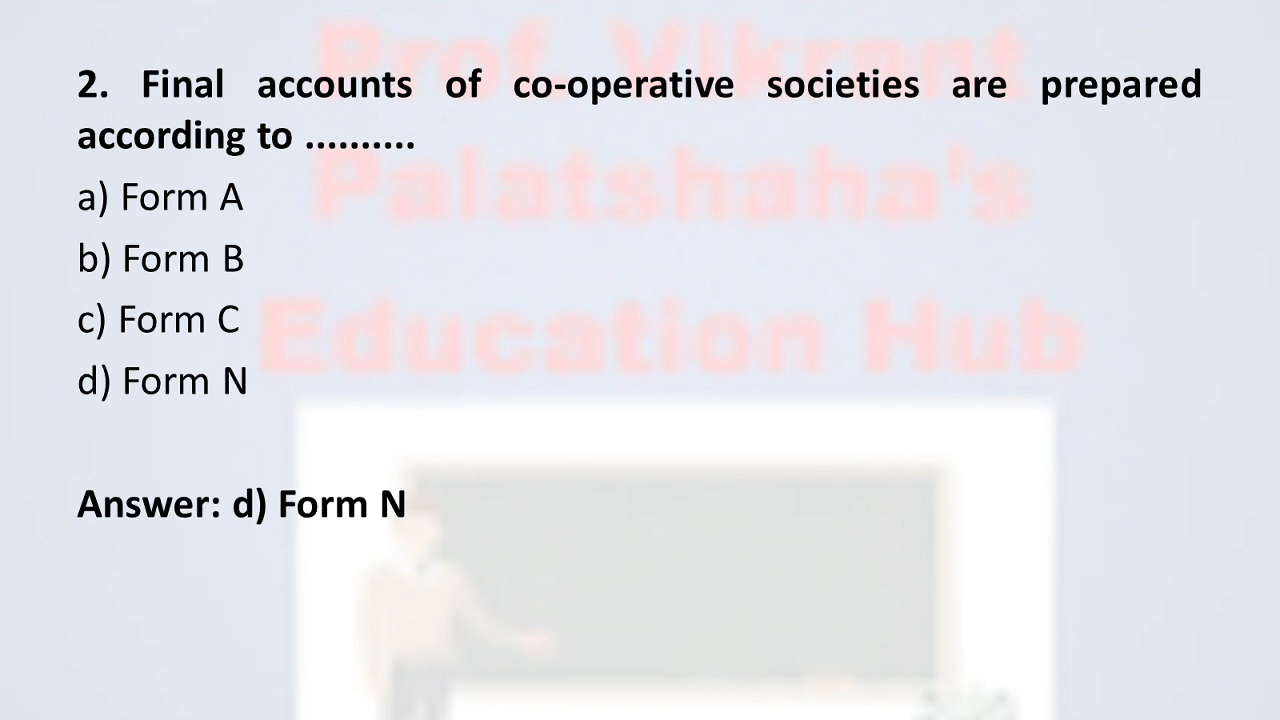 Prof. Vikrant
Palatshaha's
Education Hub
2. Final accounts of co-operative societies are prepared
according to ..........
a) Form A
b) Form B
c) Form C
d) Form N
Answer: d) Form N